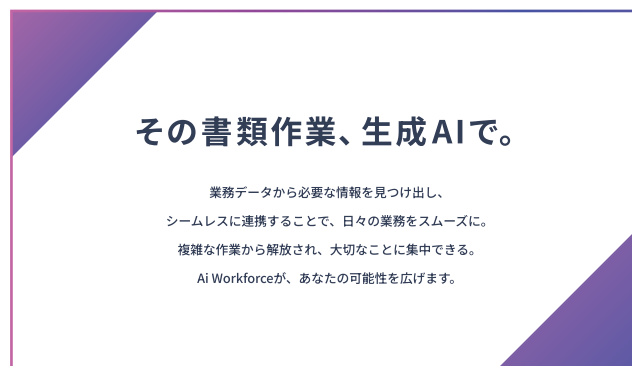 その書類作業、生成AIで。
業務データから必要な情報を見つけ出し、
シームレスに連携することで、日々の業務をスムーズに。
複雑な作業から解放され、大切なことに集中できる。
Ai Workforceが、あなたの可能性を広げます。